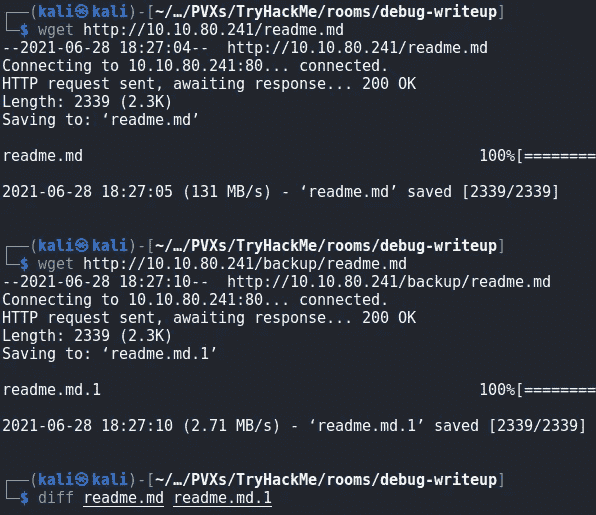 ┌──(kali㉿kali)-[~/…/PVXs/TryHackMe/rooms/debug-writeup]
└─$ wget http://10.10.80.241/readme.md
--2021-06-28 18:27:04--  http://10.10.80.241/readme.md
Connecting to 10.10.80.241:80... connected.
HTTP request sent, awaiting response... 200 OK
Length: 2339 (2.3K)
Saving to: ‘readme.md’
readme.md 100%[========
2021-06-28 18:27:05 (131 MB/s) - ‘readme.md’ saved [2339/2339]
┌──(kali㉿kali)-[~/…/PVXs/TryHackMe/rooms/debug-writeup]
└─$ wget http://10.10.80.241/backup/readme.md
--2021-06-28 18:27:10--  http://10.10.80.241/backup/readme.md
Connecting to 10.10.80.241:80... connected.
HTTP request sent, awaiting response... 200 OK
Length: 2339 (2.3K)
Saving to: ‘readme.md.1’
readme.md.1 100%[========
2021-06-28 18:27:10 (2.71 MB/s) - ‘readme.md.1’ saved [2339/2339]
┌──(kali㉿kali)-[~/…/PVXs/TryHackMe/rooms/debug-writeup]
└─$ diff readme.md readme.md.1